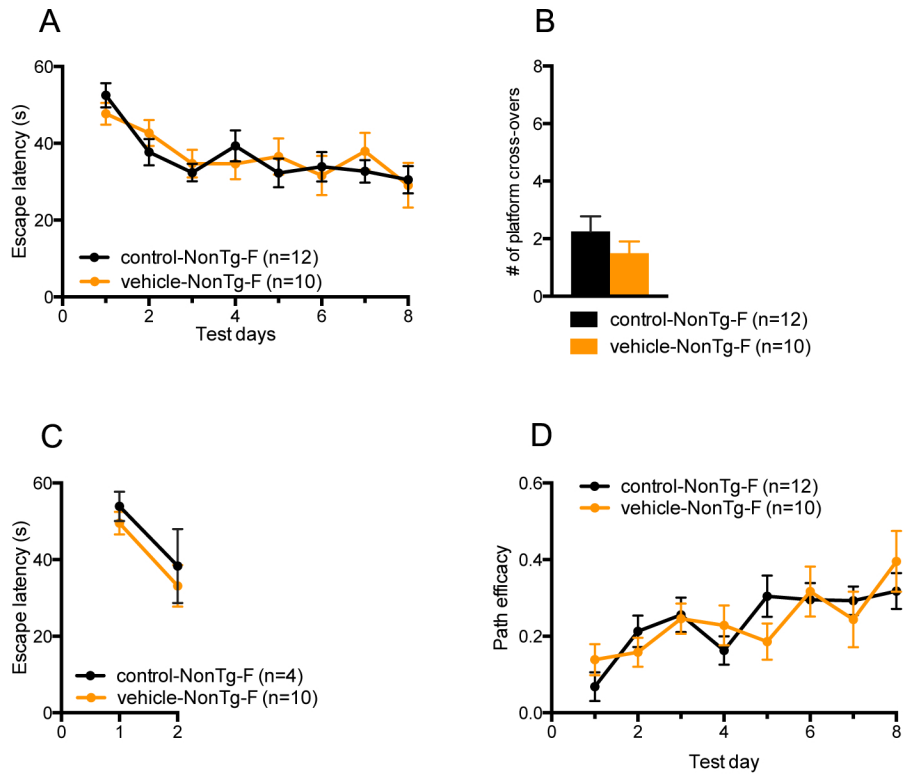 A
60
40
20
0
Escape latency (s)
control-NonTg-F (n=12)
vehicle-NonTg-F (n=10)
0 2 4 6 8
Test days
B
8
6
4
2
0
# of platform cross-overs
control-NonTg-F (n=12)
vehicle-NonTg-F (n=10)
C
60
40
20
0
Escape latency (s)
control-NonTg-F (n=4)
vehicle-NonTg-F (n=10)
0 1 2
D
0.6
0.4
0.2
0.0
Path efficacy
control-NonTg-F (n=12)
vehicle-NonTg-F (n=10)
0 2 4 6 8
Test day